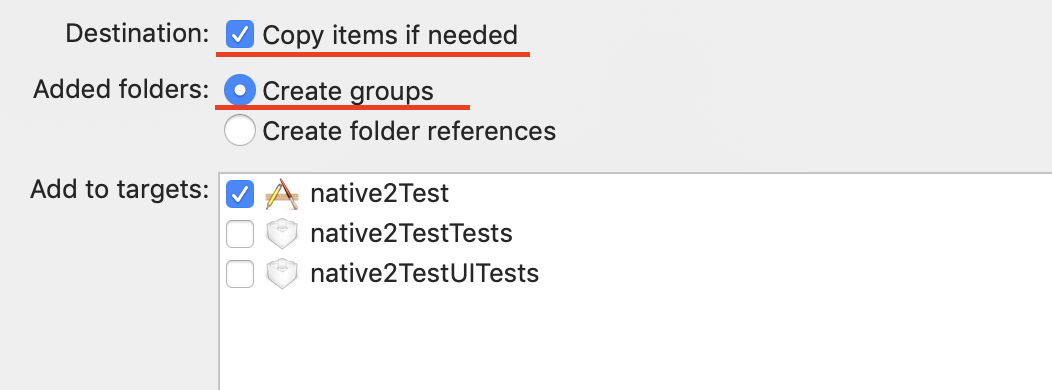 Destination: Copy items if needed
Added folders: Create groups
Create folder references
Add to targets: native2Test
native2TestTests
native2TestUITests